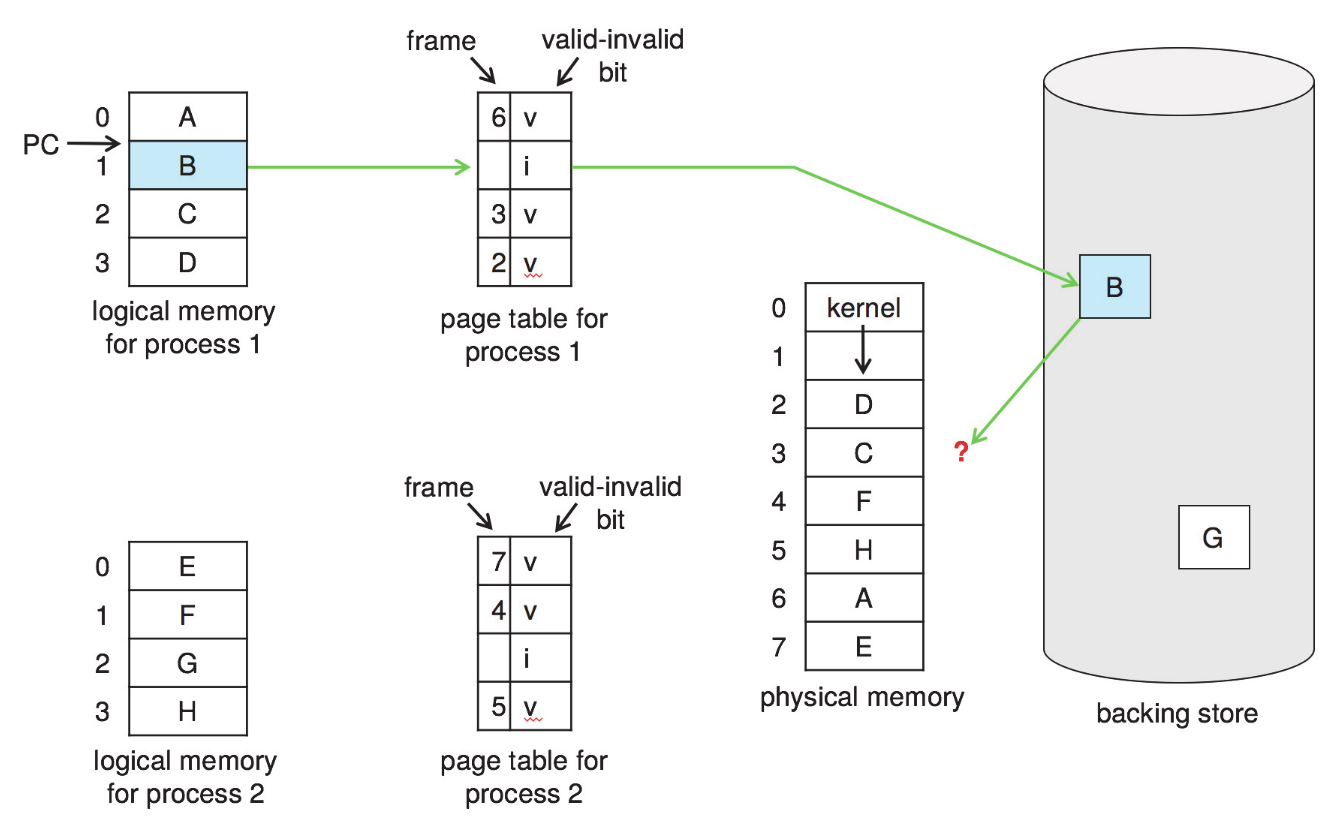 frame
valid-invalid
bit
PC
0 A
1 B
2 C
3 D
logical memory
for process 1
6 v
i
3 v
2 v
page table for
process 1
0 kernel
1
2 D
3 C
4 F
5 H
6 A
7 E
physical memory
B
?
G
backing store
frame
valid-invalid
bit
0 E
1 F
2 G
3 H
logical memory
for process 2
7 v
4 v
i
5 v
page table for
process 2